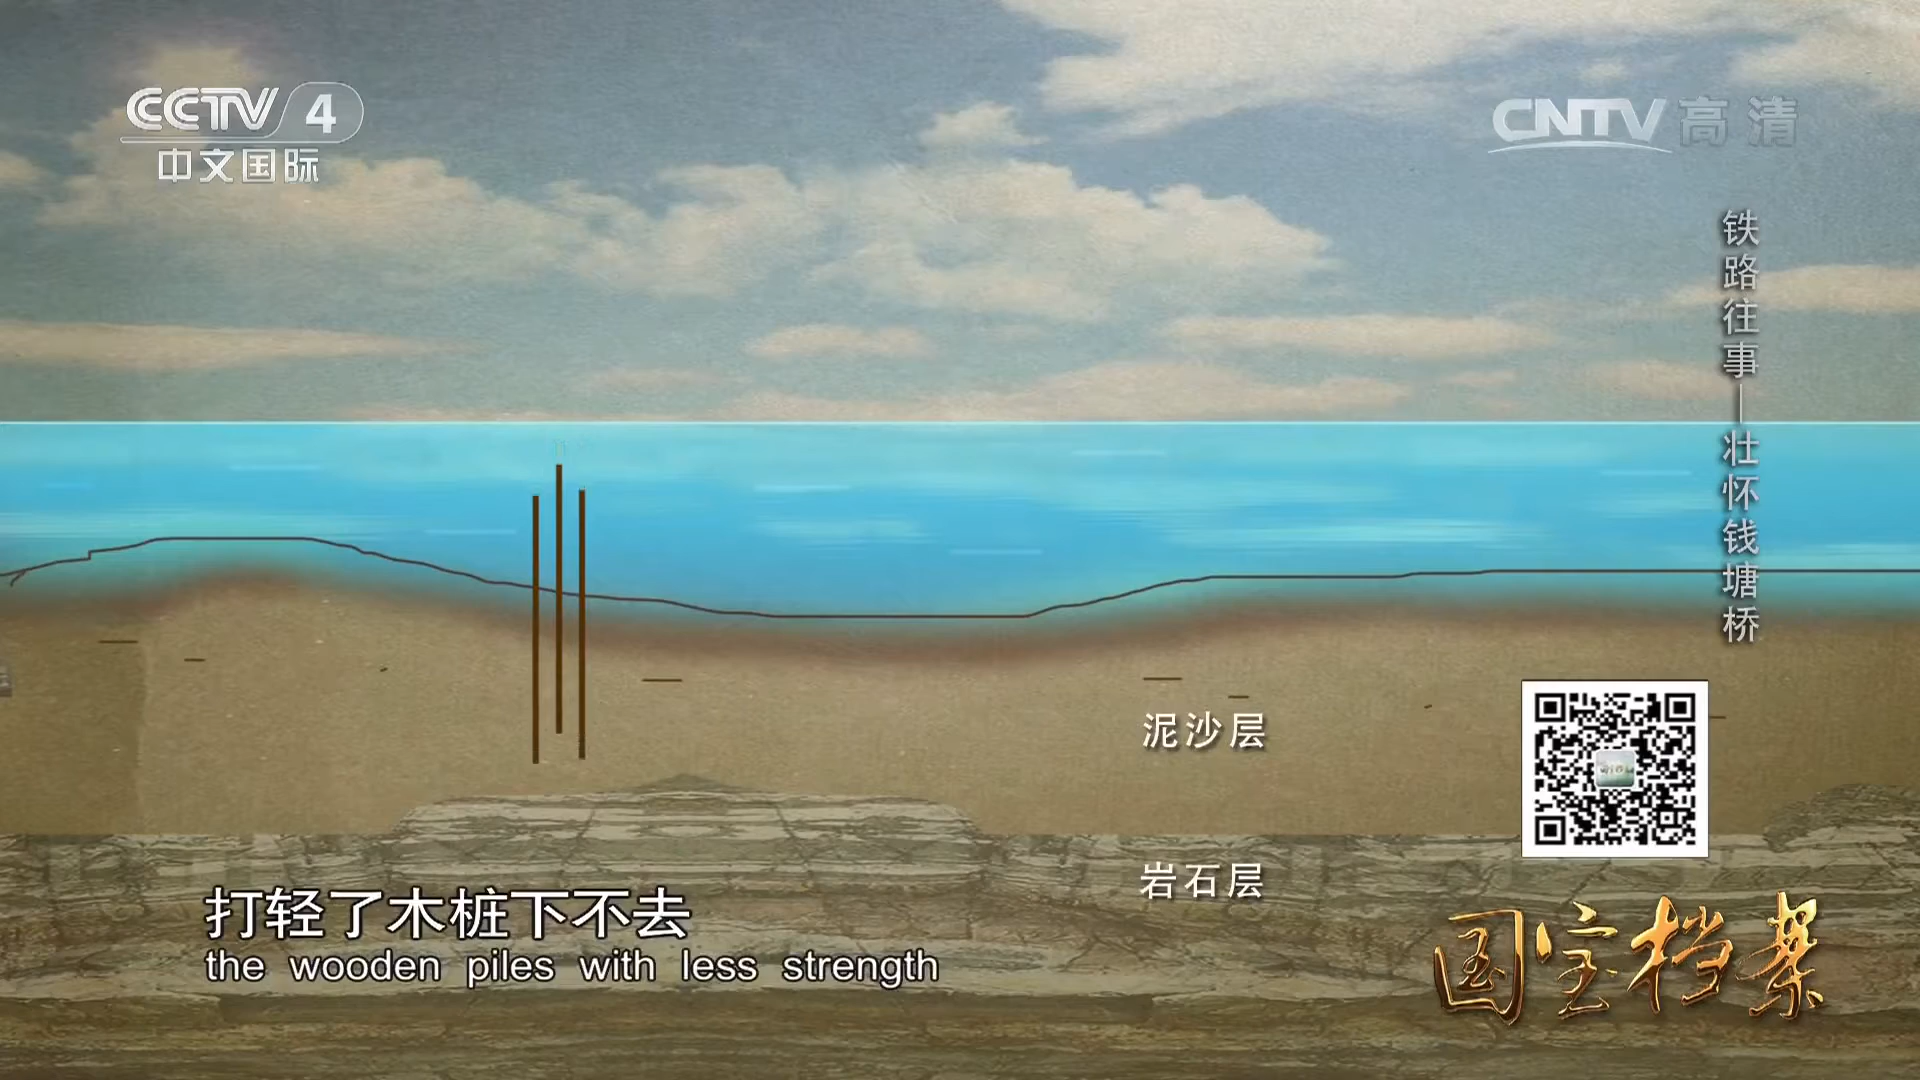 CCTV 4
中文国际
CNTV 高清
铁路往事—壮怀钱塘桥
泥沙层
岩石层
打轻了木桩下不去
the wooden piles with less strength
国宝档案